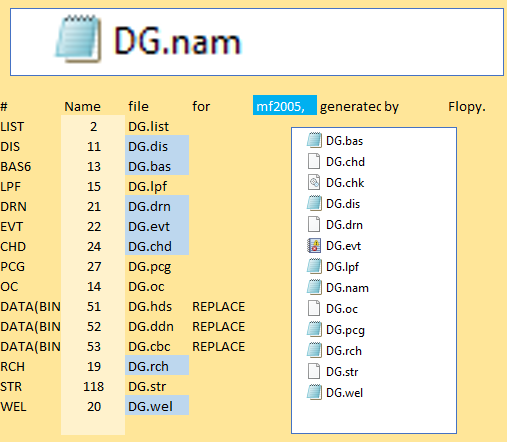 DG.nam
# Name file for mf2005, generatec by Flopy.
LIST 2 DG.list
DIS 11 DG.dis
BAS6 13 DG.bas
LPF 15 DG.lpf
DRN 21 DG.drn
EVT 22 DG.evt
CHD 24 DG.chd
PCG 27 DG.pcg
OC 14 DG.oc
DATA(BIN 51 DG.hds REPLACE
DATA(BIN 52 DG.ddn REPLACE
DATA(BIN 53 DG.cbc REPLACE
RCH 19 DG.rch
STR 118 DG.str
WEL 20 DG.wel
DG.bas
DG.chd
DG.chk
DG.dis
DG.drn
DG.evt
DG.lpf
DG.nam
DG.oc
DG.pcg
DG.rch
DG.str
DG.wel